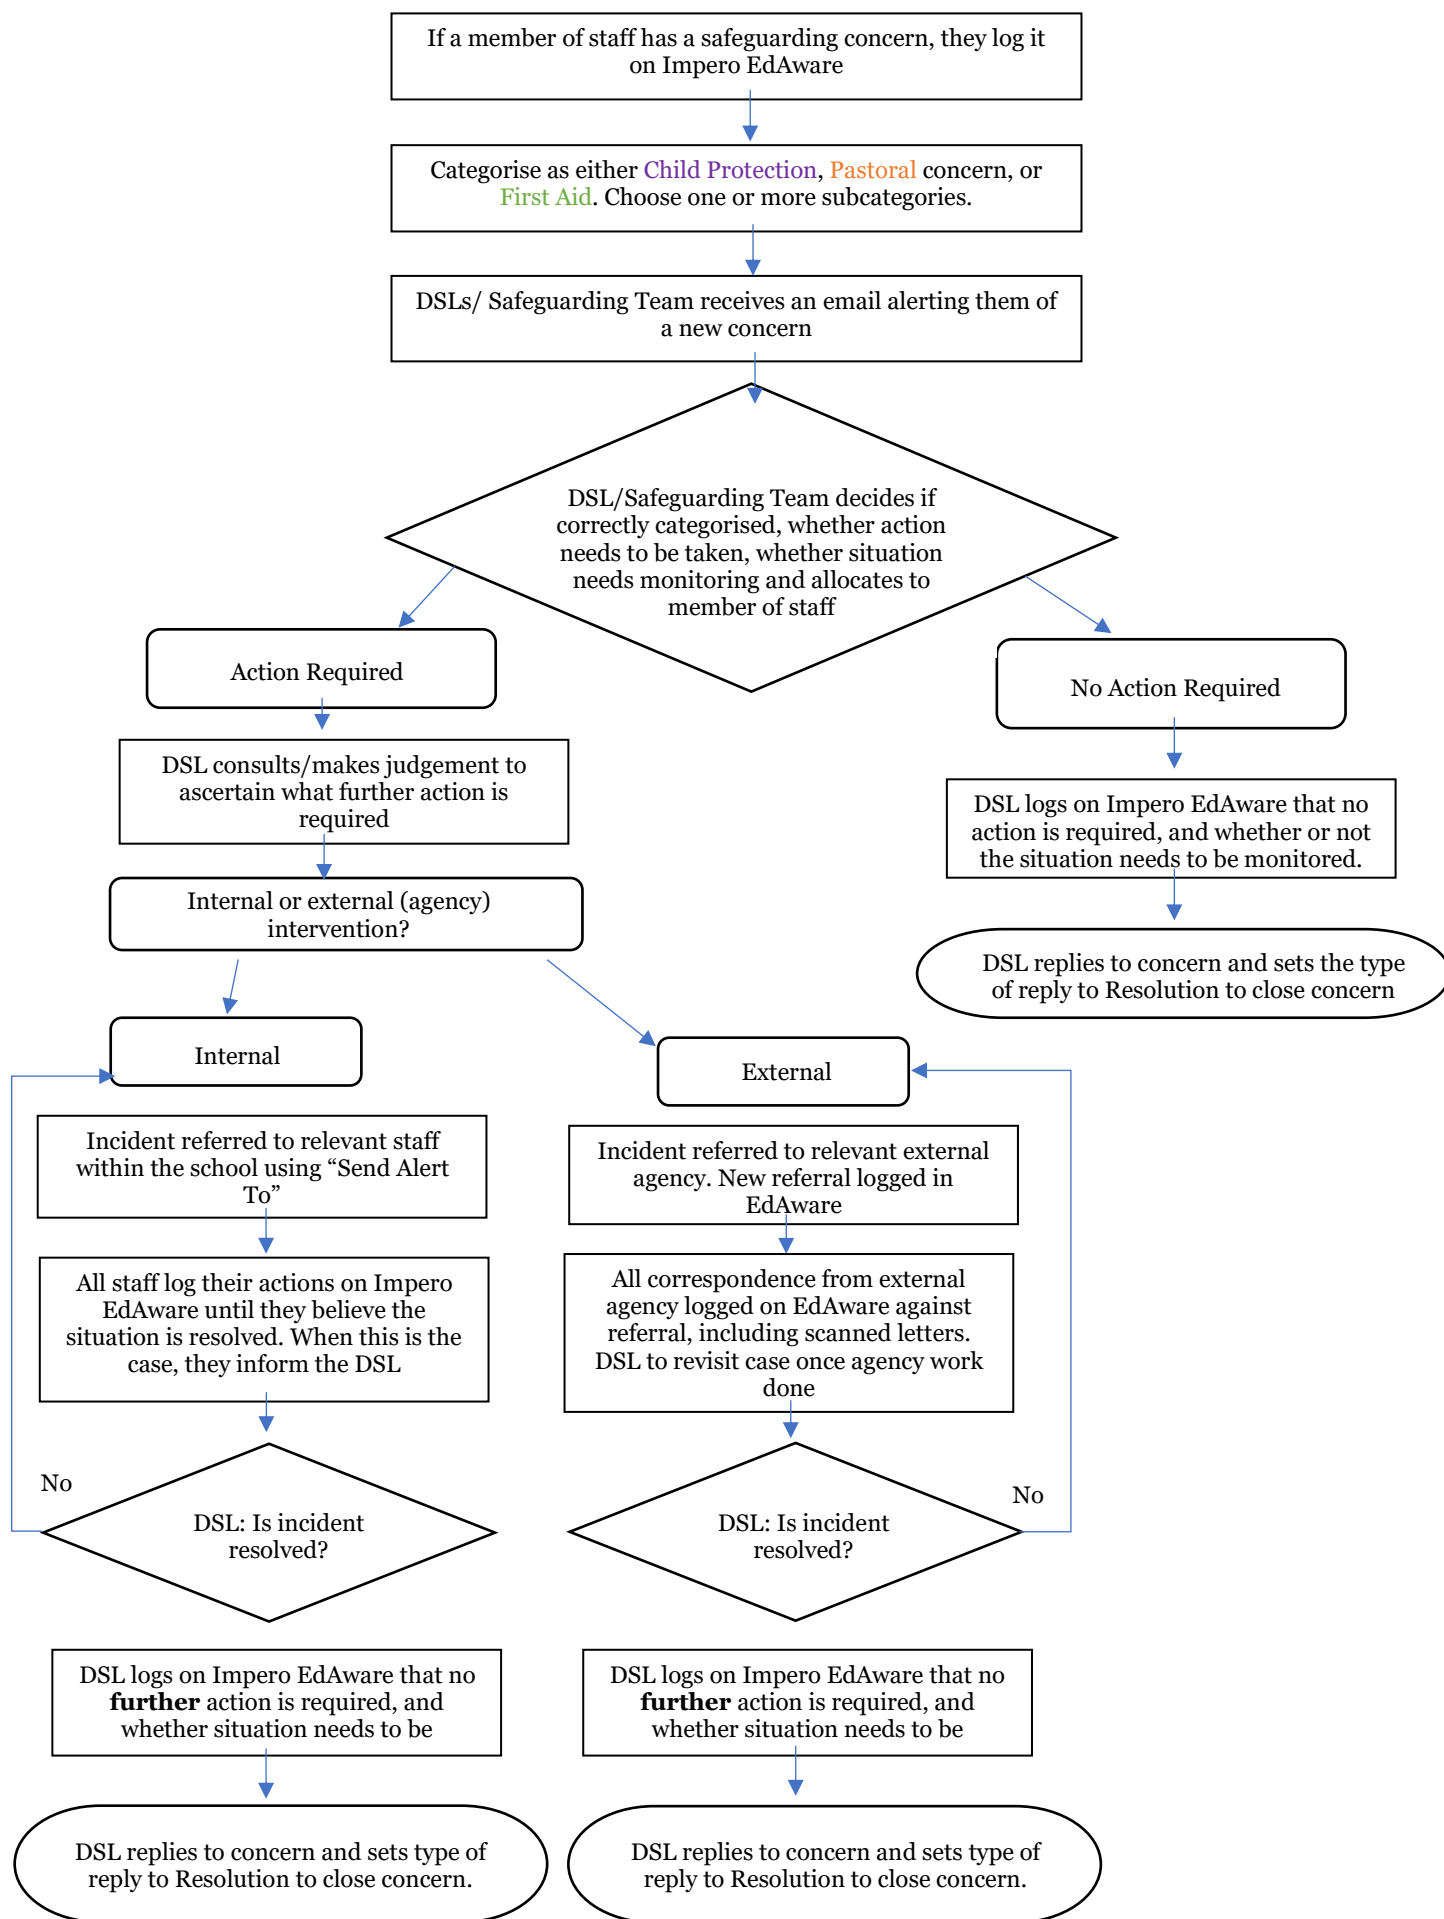 If a member of staff has a safeguarding concern, they log it
on Impero EdAware
Categorise as either Child Protection, Pastoral concern, or
First Aid. Choose one or more subcategories.
DSLs/ Safeguarding Team receives an email alerting them of
a new concern
DSL/Safeguarding Team decides if
correctly categorised, whether action
needs to be taken, whether situation
needs monitoring and allocates to
member of staff
Action Required
No Action Required
DSL consults/makes judgement to
ascertain what further action is
required
DSL logs on Impero EdAware that no
action is required, and whether or not
the situation needs to be monitored.
Internal or external (agency)
intervention?
DSL replies to concern and sets the type
of reply to Resolution to close concern
Internal
External
Incident referred to relevant staff
within the school using “Send Alert
To”
Incident referred to relevant external
agency. New referral logged in
EdAware
All staff log their actions on Impero
EdAware until they believe the
situation is resolved. When this is the
case, they inform the DSL
All correspondence from external
agency logged on EdAware against
referral, including scanned letters.
DSL to revisit case once agency work
done
No
DSL: Is incident
resolved?
No
DSL: Is incident
resolved?
DSL logs on Impero EdAware that no
further action is required, and
whether situation needs to be
DSL logs on Impero EdAware that no
further action is required, and
whether situation needs to be
DSL replies to concern and sets type of
reply to Resolution to close concern.
DSL replies to concern and sets type of
reply to Resolution to close concern.